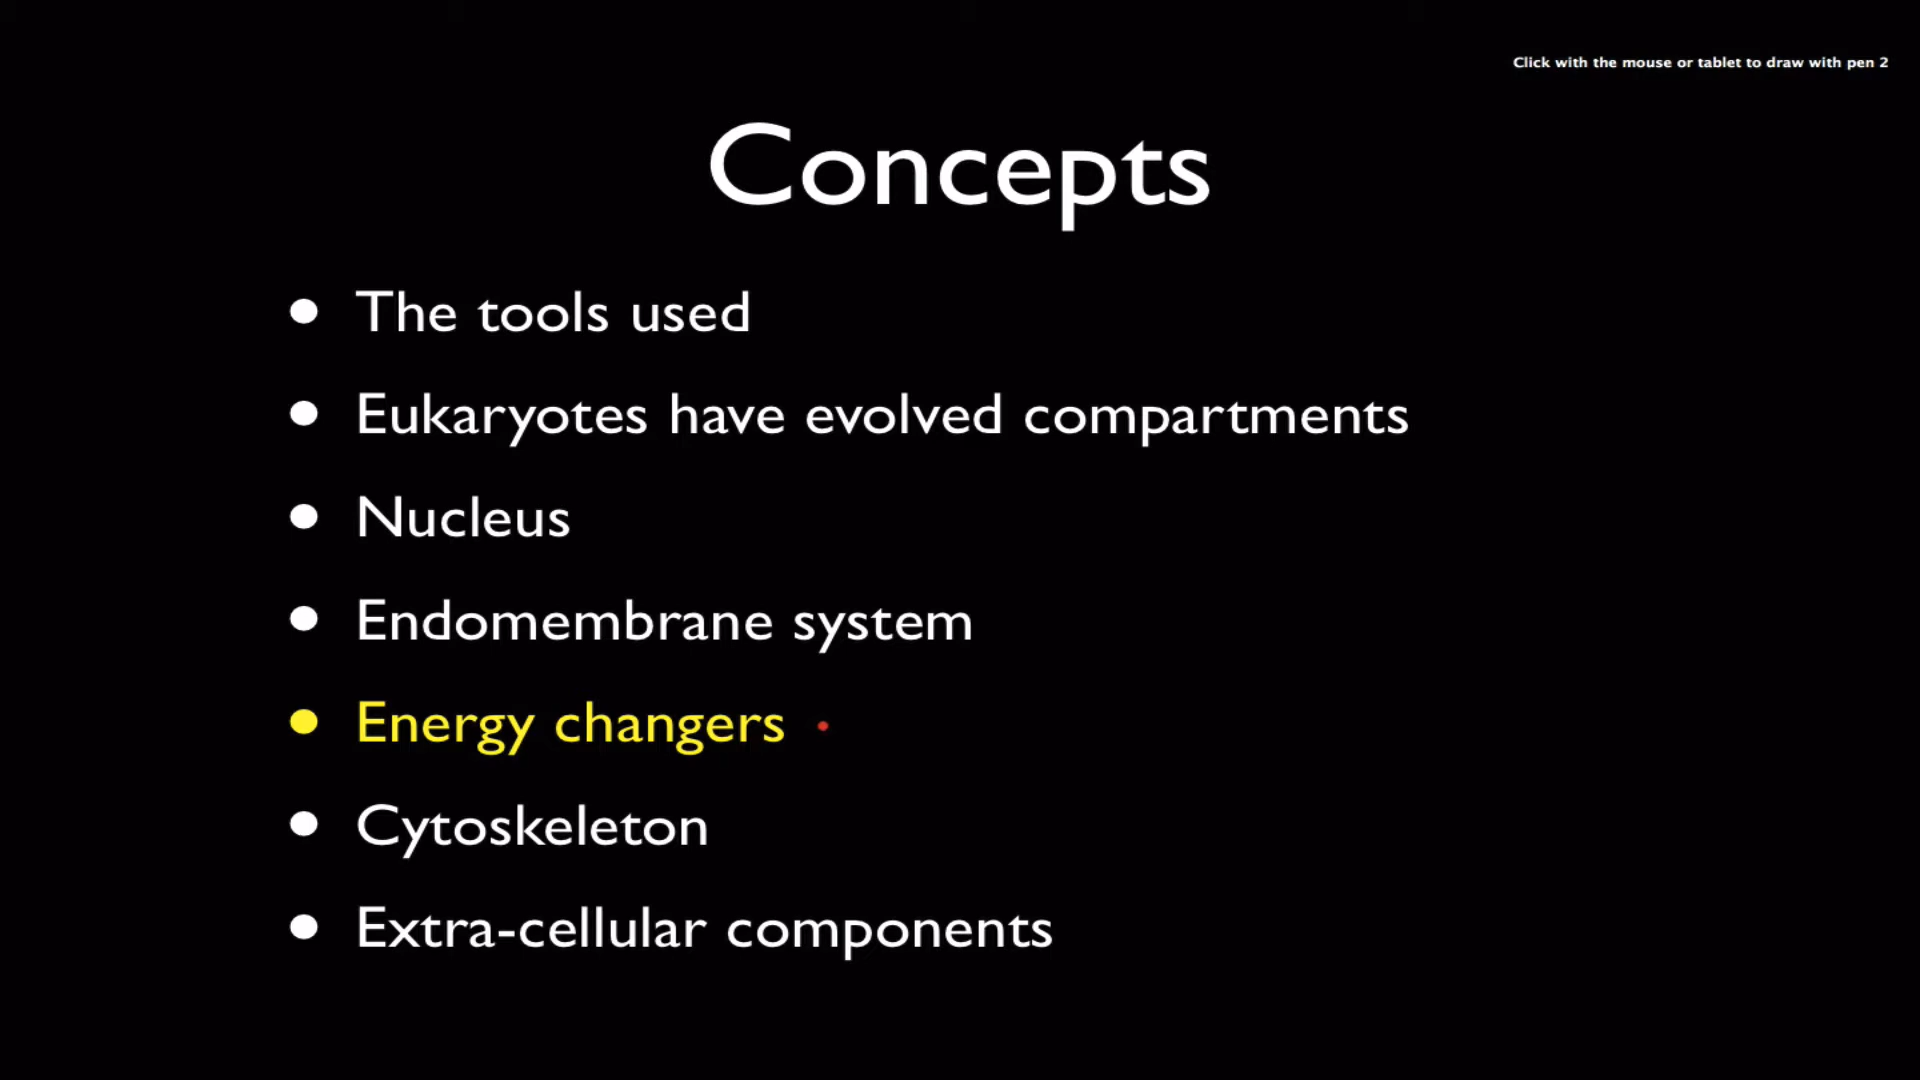 Click with the mouse or tablet to draw with pen 2
Concepts
• The tools used
• Eukaryotes have evolved compartments
• Nucleus
• Endomembrane system
• Energy changers
• Cytoskeleton
• Extra-cellular components